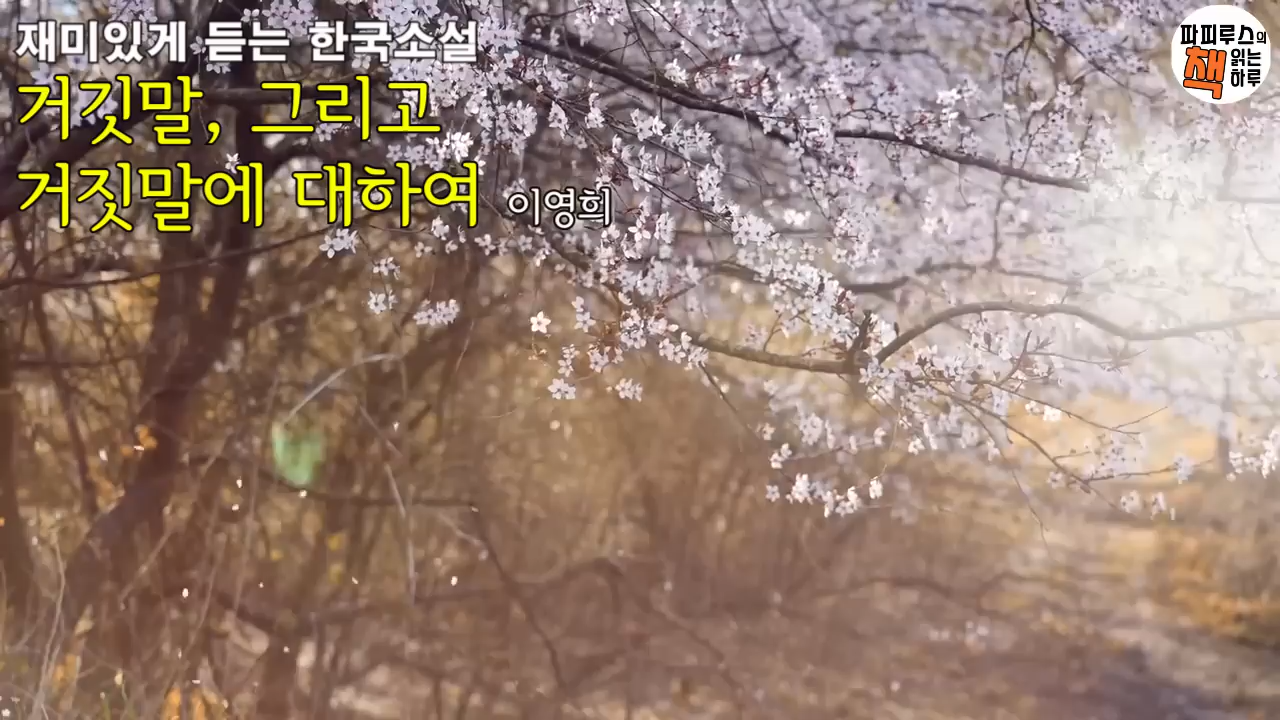 재미있게 듣는 한국소설
거깃말, 그리고
거짓말에 대하여 이영희
파피루스의
책 읽는
하루